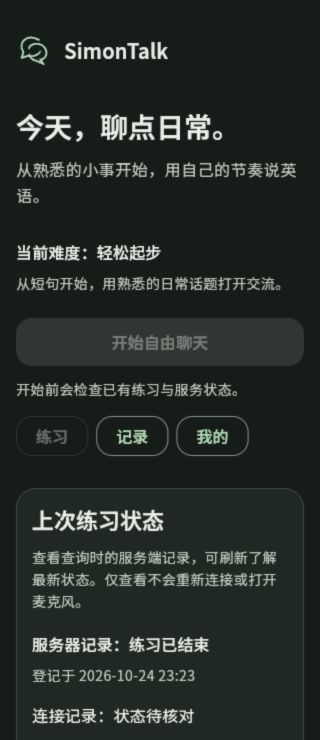 SimonTalk
今天，聊点日常。
从熟悉的小事开始，用自己的节奏说英
语。
当前难度：轻松起步
从短句开始，用熟悉的日常话题打开交流。
开始自由聊天
开始前会检查已有练习与服务状态。
练习 记录 我的
上次练习状态
查看查询时的服务端记录，可刷新了解
最新状态。仅查看不会重新连接或打开
麦克风。
服务器记录：练习已结束
登记于 2026-10-24 23:23
连接记录：状态待核对